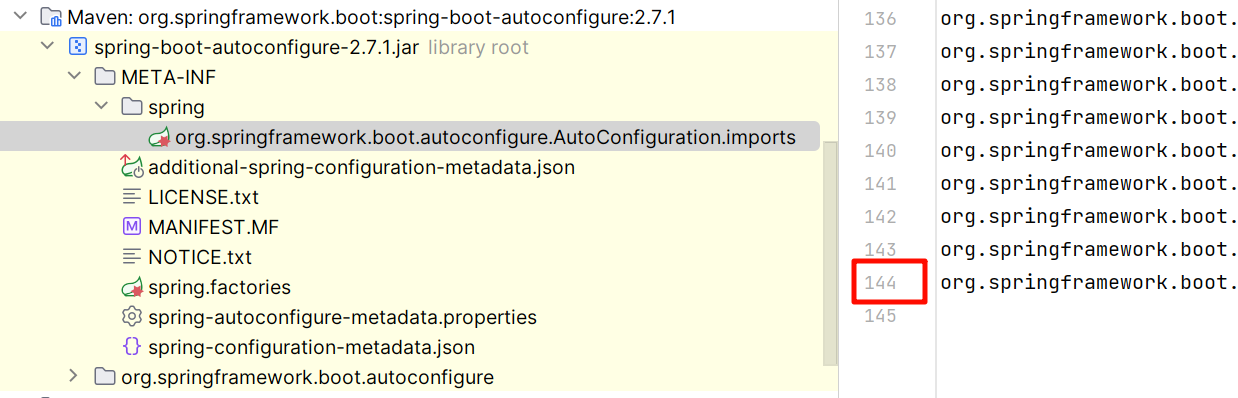 Maven: org.springframework.boot:spring-boot-autoconfigure:2.7.1
spring-boot-autoconfigure-2.7.1.jar library root
META-INF
spring
org.springframework.boot.autoconfigure.AutoConfiguration.imports
additional-spring-configuration-metadata.json
LICENSE.txt
M MANIFEST.MF
NOTICE.txt
spring.factories
spring-autoconfigure-metadata.properties
{} spring-configuration-metadata.json
org.springframework.boot.autoconfigure
136 org.springframework.boot.
137 org.springframework.boot.
138 org.springframework.boot.
139 org.springframework.boot.
140 org.springframework.boot.
141 org.springframework.boot.
142 org.springframework.boot.
143 org.springframework.boot.
144 org.springframework.boot.
145